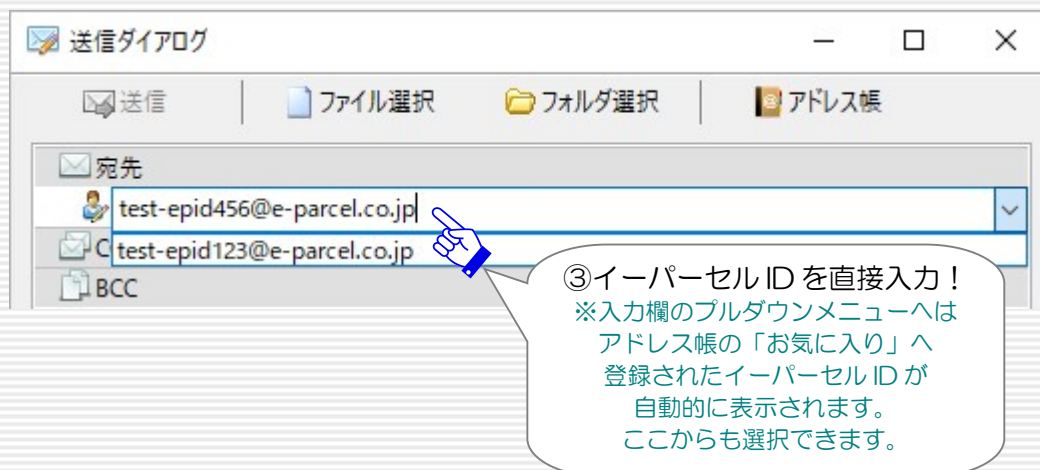 送信ダイアログ
送信 ファイル選択 フォルダ選択 アドレス帳
宛先
test-epid456@e-parcel.co.jp
C test-epid123@e-parcel.co.jp
BCC
③イーパーセル ID を直接入力！
※入力欄のプルダウンメニューへは
アドレス帳の「お気に入り」へ
登録されたイーパーセル ID が
自動的に表示されます。
ここからも選択できます。